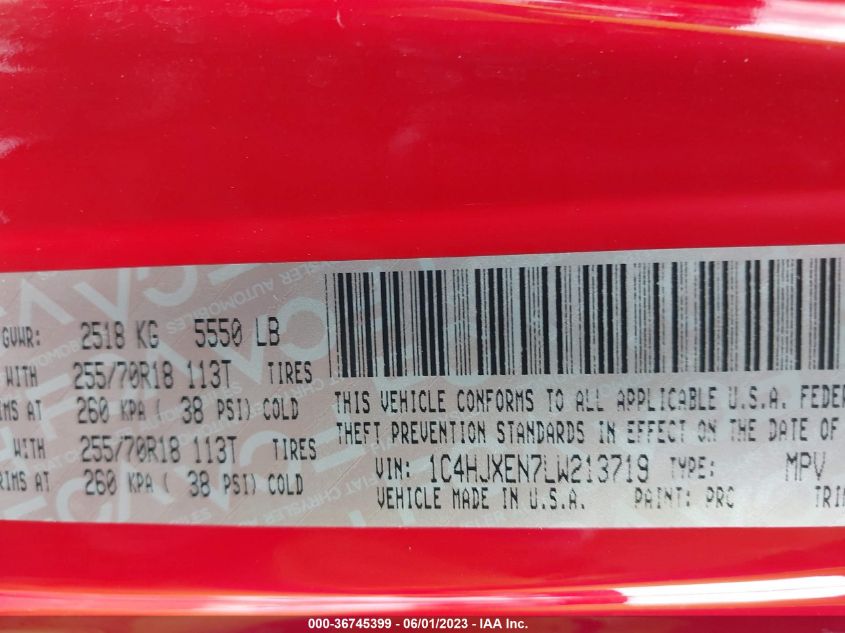 GVWR: 2518 KG 5550 LB
WITH 255/70R18 113T TIRES
RIMS AT 260 KPA ( 38 PSI) COLD
WITH 255/70R18 113T TIRES
RIMS AT 260 KPA ( 38 PSI) COLD
THIS VEHICLE CONFORMS TO ALL APPLICABLE U.S.A. FEDER
THEFT PREVENTION STANDARDS IN EFFECT ON THE DATE OF
VIN: 1C4HJXEN7LW213719 TYPE: MPV
VEHICLE MADE IN U.S.A. PAINT: PRC TRIM
000-36745399 - 06/01/2023 - IAA Inc.